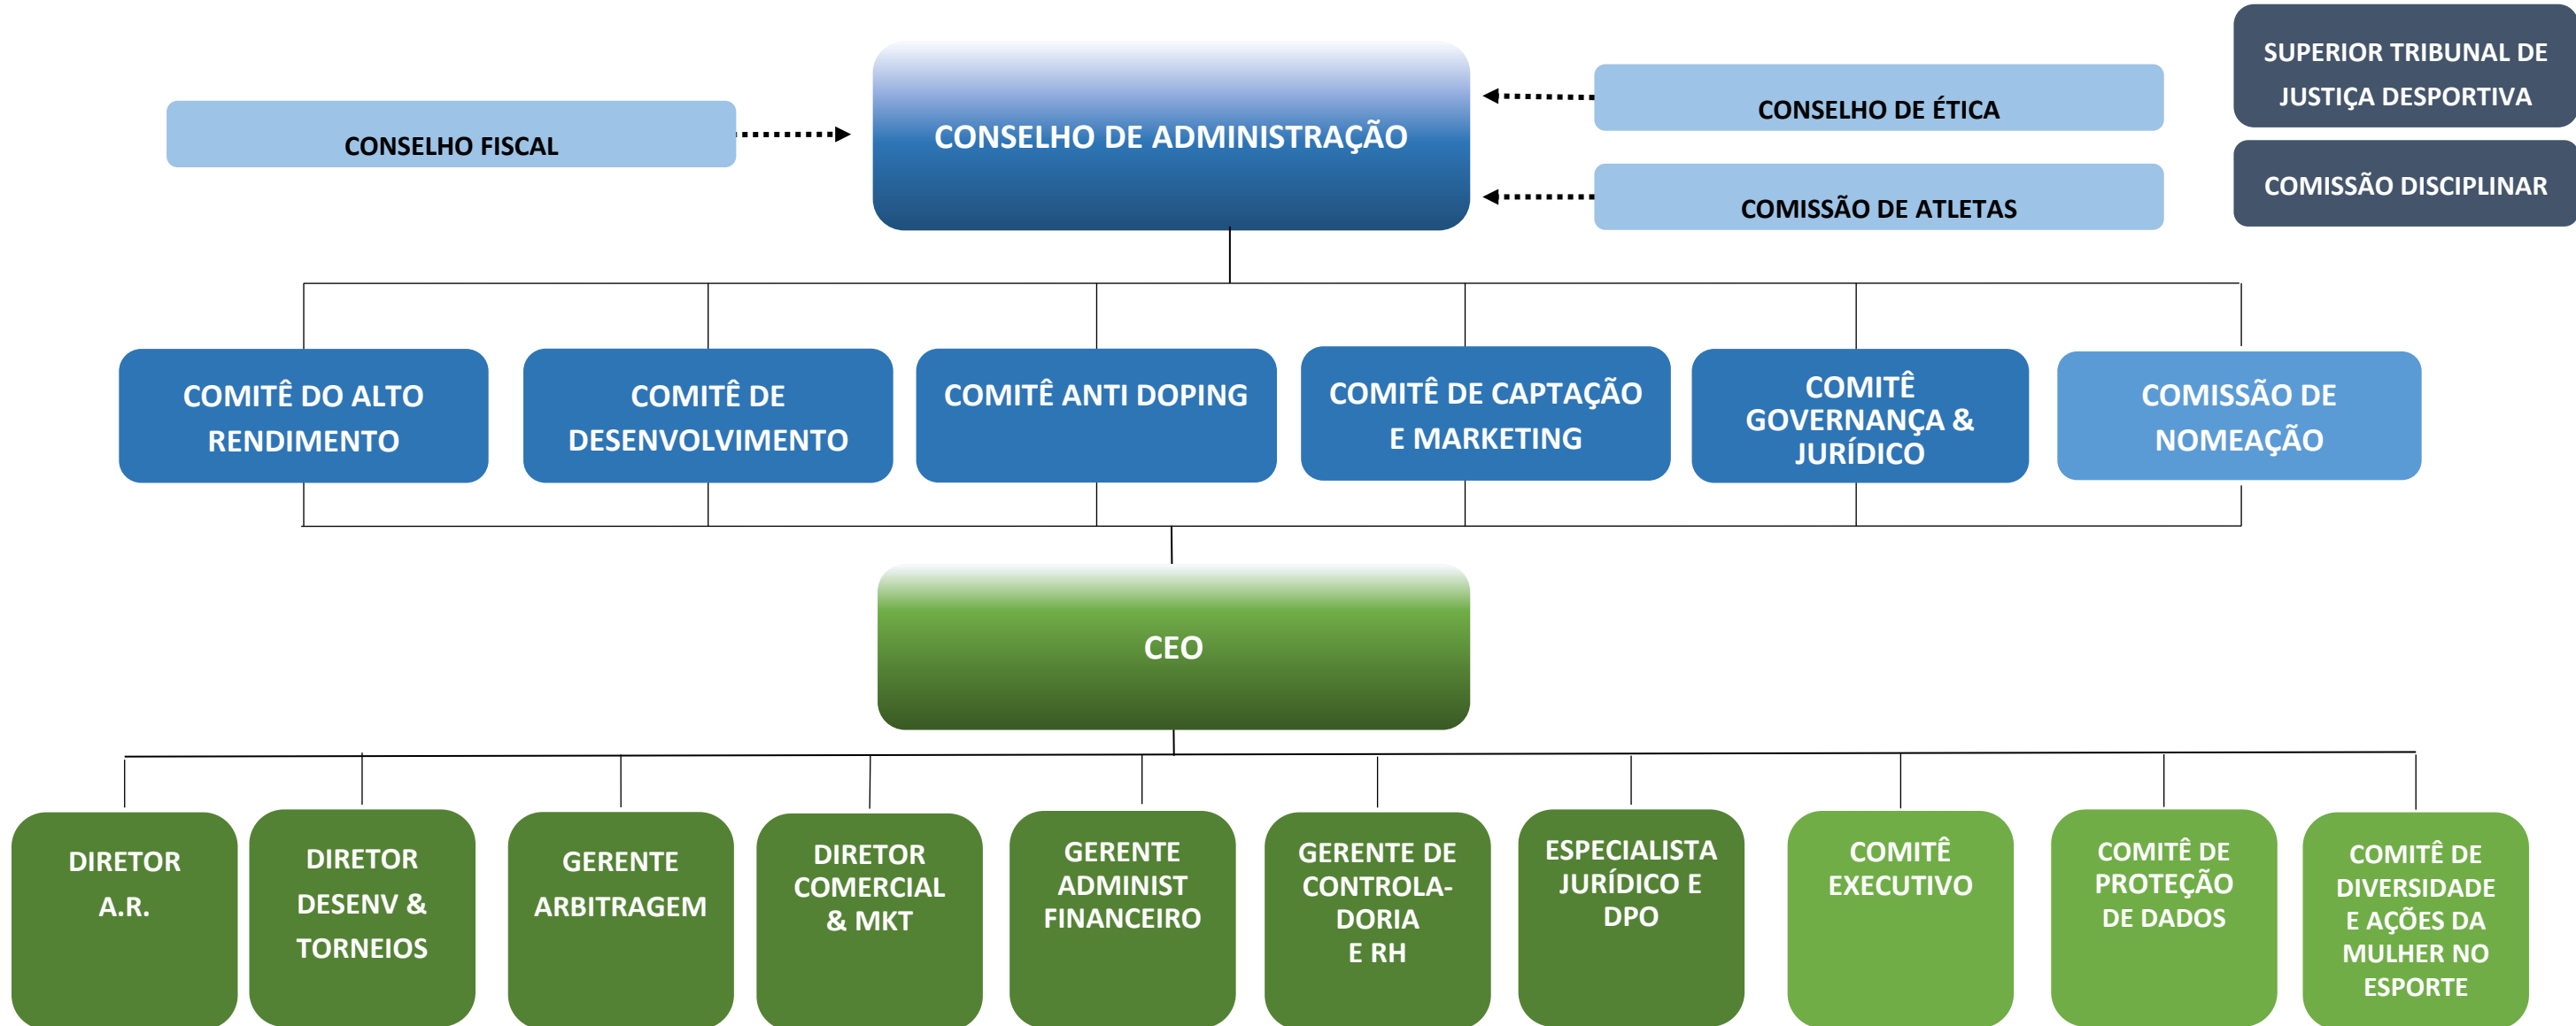 SUPERIOR TRIBUNAL DE
JUSTIÇA DESPORTIVA
CONSELHO DE ÉTICA
CONSELHO DE ADMINISTRAÇÃO
CONSELHO FISCAL
COMISSÃO DISCIPLINAR
COMISSÃO DE ATLETAS
COMITÊ DO ALTO
RENDIMENTO
COMITÊ DE
DESENVOLVIMENTO
COMITÊ ANTI DOPING
COMITÊ DE CAPTAÇÃO
E MARKETING
COMITÊ
GOVERNANÇA &
JURÍDICO
COMISSÃO DE
NOMEAÇÃO
CEO
DIRETOR
A.R.
DIRETOR
DESENV &
TORNEIOS
GERENTE
ARBITRAGEM
DIRETOR
COMERCIAL
& MKT
GERENTE
ADMINIST
FINANCEIRO
GERENTE DE
CONTROLA-
DORIA
E RH
ESPECIALISTA
JURÍDICO E
DPO
COMITÊ
EXECUTIVO
COMITÊ DE
PROTEÇÃO
DE DADOS
COMITÊ DE
DIVERSIDADE
E AÇÕES DA
MULHER NO
ESPORTE